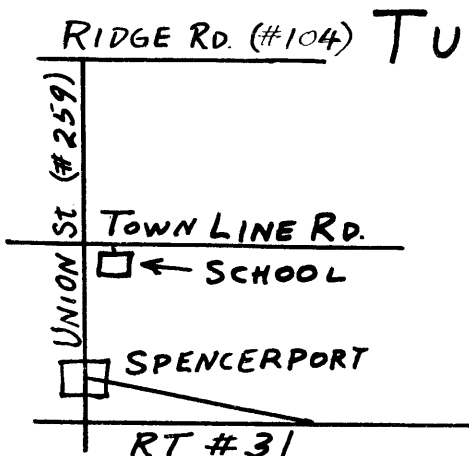 RIDGE RD. (#104) TU
UNION St. (#259)
TOWN LINE RD.
SCHOOL
SPENCERPORT
RT #31